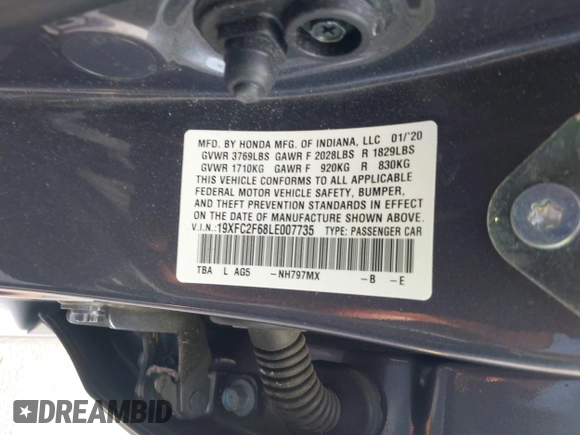 MFD. BY HONDA MFG. OF INDIANA, LLC 01/'20
GVWR 3769LBS GAWR F 2028LBS R 1829LBS
GVWR 1710KG GAWR F 920KG R 830KG
THIS VEHICLE CONFORMS TO ALL APPLICABLE
FEDERAL MOTOR VEHICLE SAFETY, BUMPER,
AND THEFT PREVENTION STANDARDS IN EFFECT
ON THE DATE OF MANUFACTURE SHOWN ABOVE.
V.I.N.:19XFC2F68LE007735 TYPE: PASSENGER CAR
TBA L AG5 -NH797MX -B -E
DREAMBID